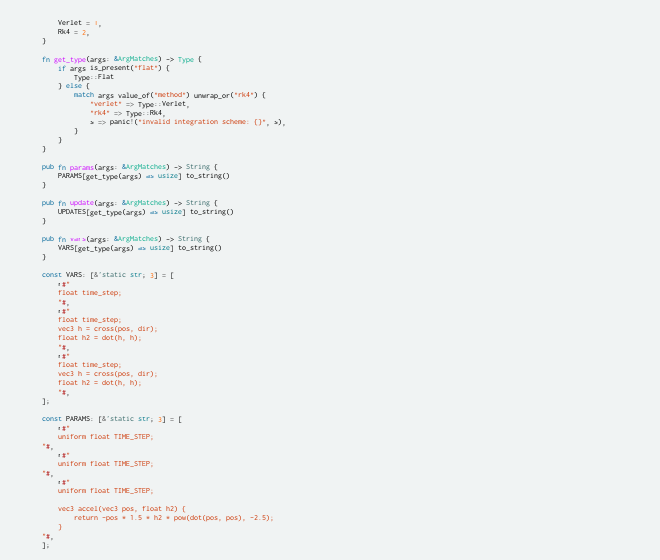 Verlet = 1,
Rk4 = 2,
}
fn get_type(args: &ArgMatches) -> Type {
if args is_present("flat") {
Type::Flat
} else {
match args value_of("method") unwrap_or("rk4") {
"verlet" => Type::Verlet,
"rk4" => Type::Rk4,
s => panic!("invalid integration scheme: {}", s),
}
}
}
pub fn params(args: &ArgMatches) -> String {
PARAMS[get_type(args) as usize] to_string()
}
pub fn update(args: &ArgMatches) -> String {
UPDATES[get_type(args) as usize] to_string()
}
pub fn vars(args: &ArgMatches) -> String {
VARS[get_type(args) as usize] to_string()
}
const VARS: [&'static str; 3] = [
r#"
float time_step;
"#,
r#"
float time_step;
vec3 h = cross(pos, dir);
float h2 = dot(h, h);
"#,
r#"
float time_step;
vec3 h = cross(pos, dir);
float h2 = dot(h, h);
"#,
];
const PARAMS: [&'static str; 3] = [
r#"
uniform float TIME_STEP;
"#,
r#"
uniform float TIME_STEP;
"#,
r#"
uniform float TIME_STEP;
vec3 accel(vec3 pos, float h2) {
return -pos * 1.5 * h2 * pow(dot(pos, pos), -2.5);
}
"#,
];